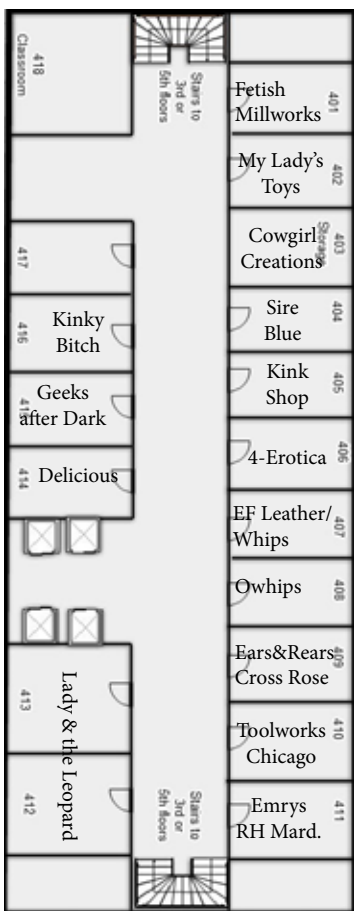 418
Classroom
Stairs to
3rd or
5th floors
401
Fetish
Millworks
402
My Lady's
Toys
403
Storage
Cowgirl
Creations
417
404
Sire
Blue
416
Kinky
Bitch
405
Kink
Shop
415
Geeks
after Dark
406
4-Erotica
414
Delicious
407
EF Leather/
Whips
408
Owhips
409
Ears&Rears
Cross Rose
413
Lady & the Leopard
410
Toolworks
Chicago
412
Stairs to
3rd or
5th floors
411
Emrys
RH Mard.